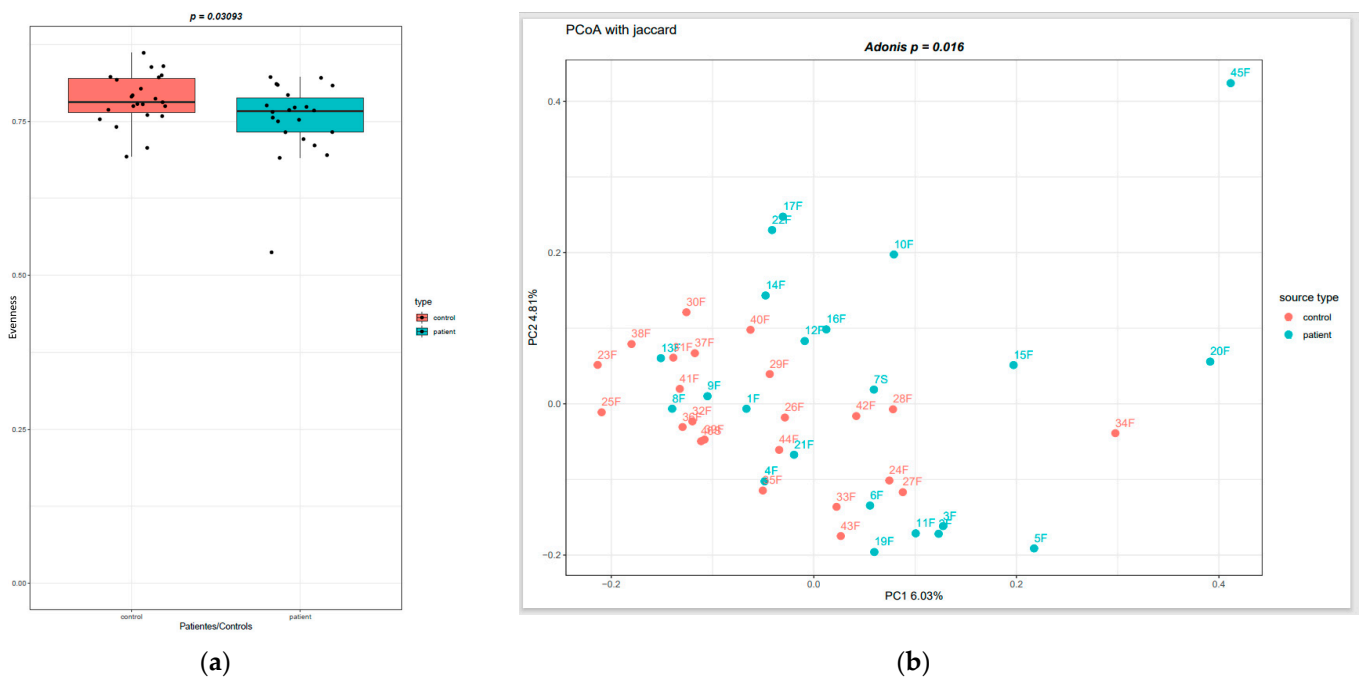 p = 0.03093
Evenness
0.75
0.50
0.25
0.00
control
patient
Patientes/Controls
type
control
patient
(a)
PCoA with jaccard
Adonis p = 0.016
PC2 4.81%
0.4
0.2
0.0
−0.2
45F
17F
22F
10F
14F
30F
40F
16F
12F
38F
37F
13F
23F
29F
15F
20F
41F
9F
7S
25F
8F
1F
32F
26F
42F
28F
34F
44F
21F
4F
24F
27F
33F
6F
43F
19F
11F
3F
5F
−0.2
0.0
0.2
0.4
PC1 6.03%
source type
control
patient
(b)